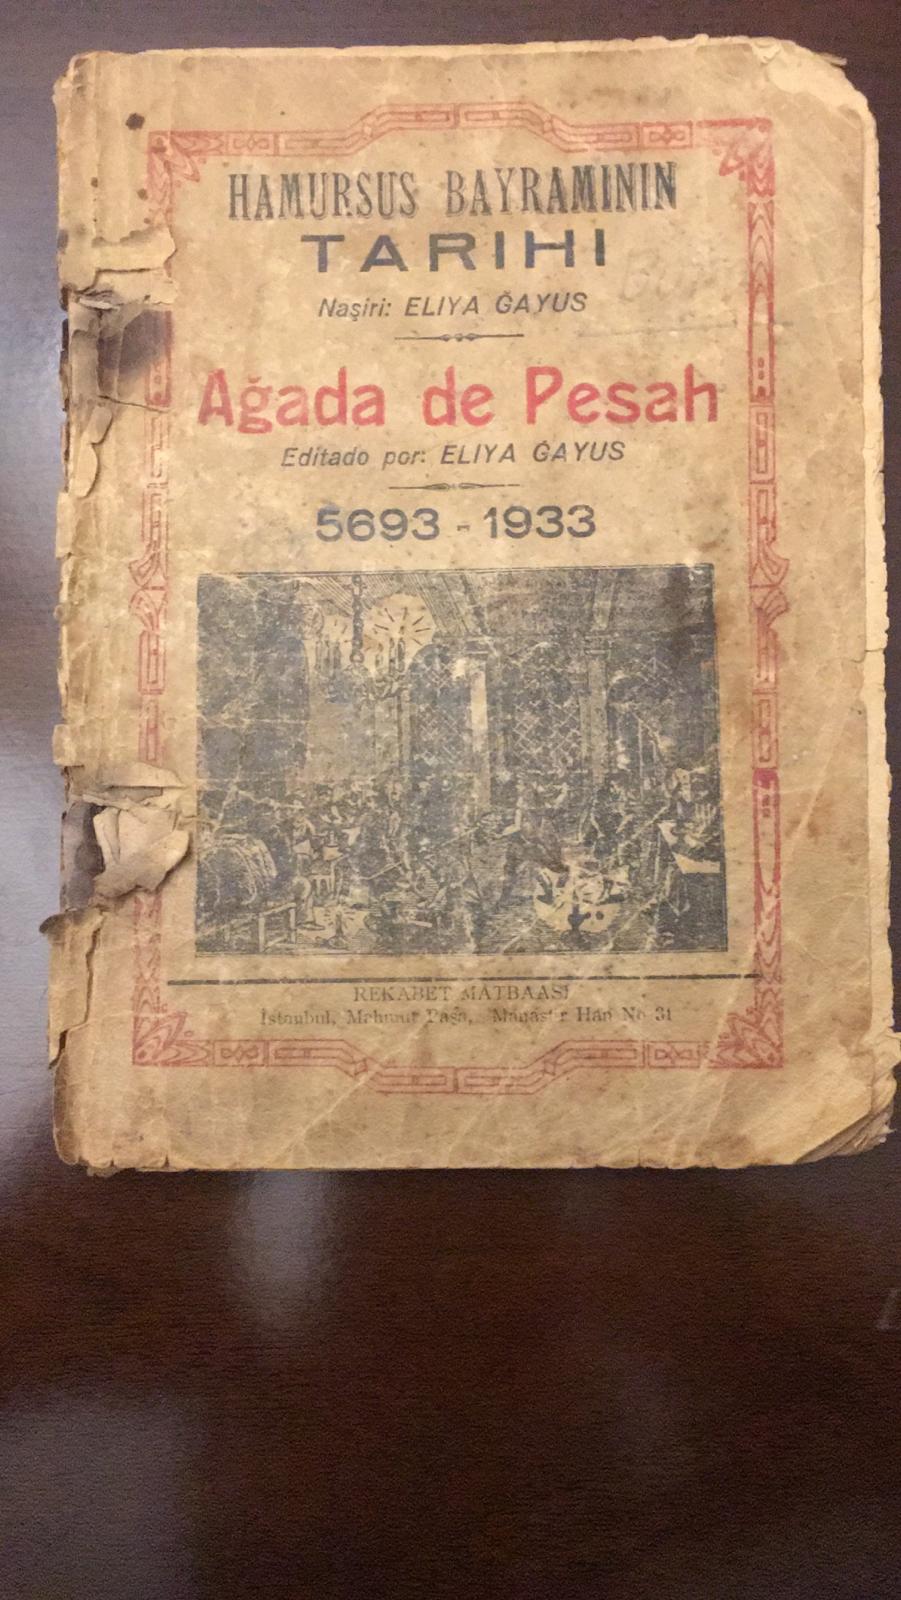 HAMURSUS BAYRAMININ
TARIHI
Naşiri: ELIYA ĞAYUS
Ağada de Pesah
Editado por: ELIYA ĞAYUS
5693 - 1933
REKABET MATBAASI
İstanbul, Mahmut Paşa, Manastır Han No 31